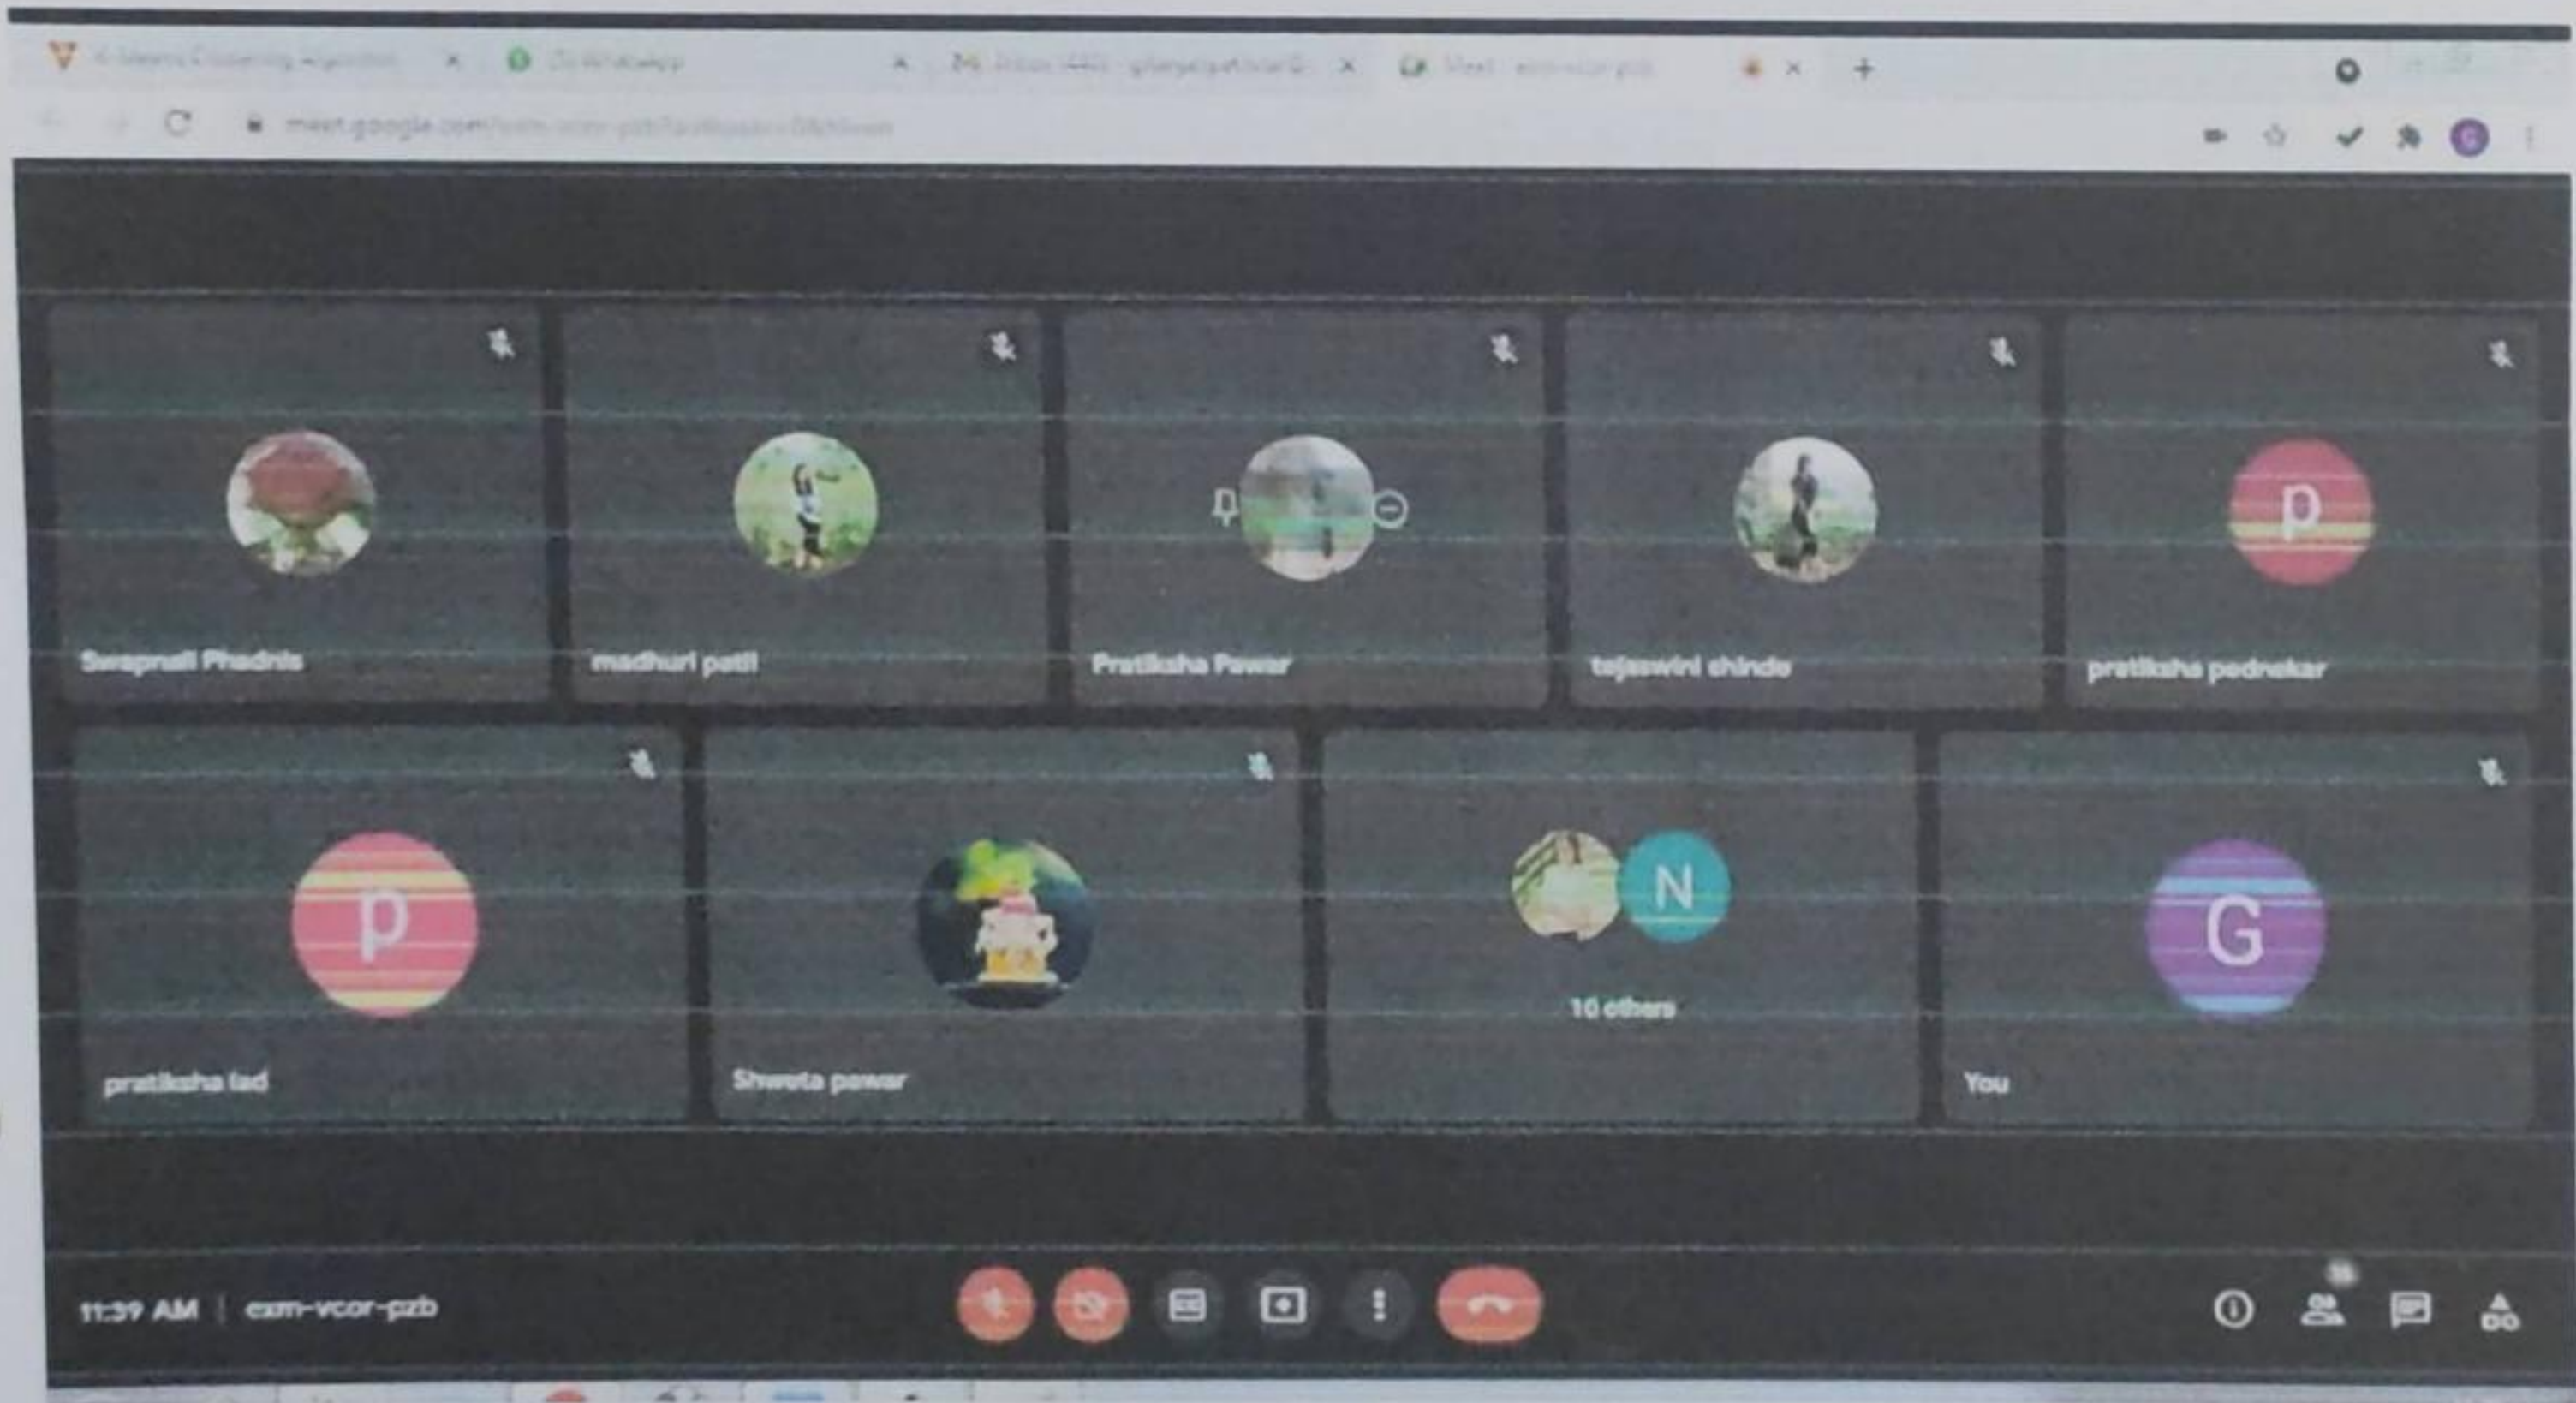 meet.google.com
G
Swapnali Phadnis
madhuri patil
Pratiksha Pawar
tejaswini shinde
p
pratiksha pednekar
p
pratiksha lad
Shweta pawar
N
10 others
G
You
11:39 AM | exm-vcor-pzb